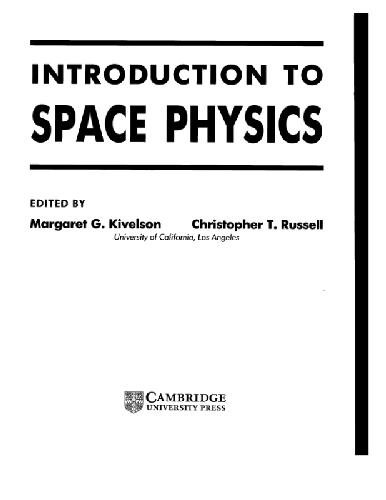 INTRODUCTION TO
SPACE PHYSICS
EDITED BY
Margaret G. Kivelson Christopher T. Russell
University of California, Los Angeles
CAMBRIDGE
UNIVERSITY PRESS